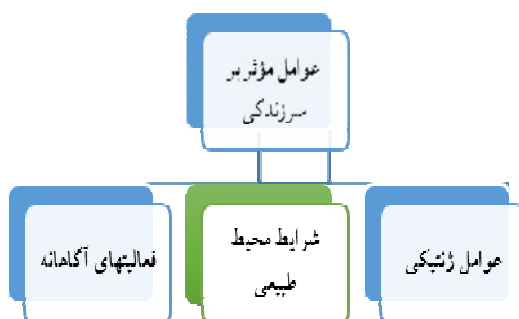 عوامل مؤثر بر
سرزندگی
عوامل ژنتیکی
شرایط محیط
طبیعی
فعالیتهای آگاهانه